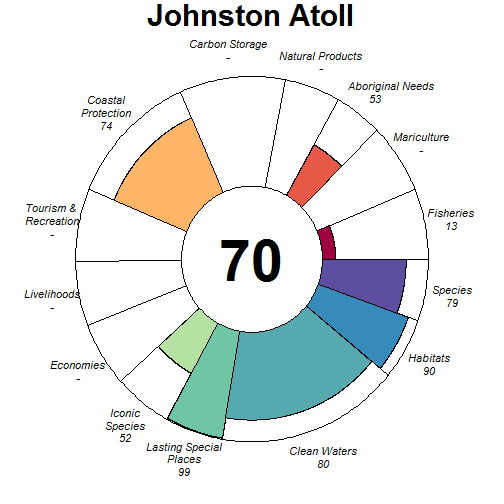 Johnston Atoll
Carbon Storage
-
Natural Products
-
Aboriginal Needs
53
Mariculture
-
Fisheries
13
Species
79
Habitats
90
Clean Waters
80
Lasting Special
Places
99
Iconic
Species
52
Economies
-
Livelihoods
-
Tourism &
Recreation
-
Coastal
Protection
74
70